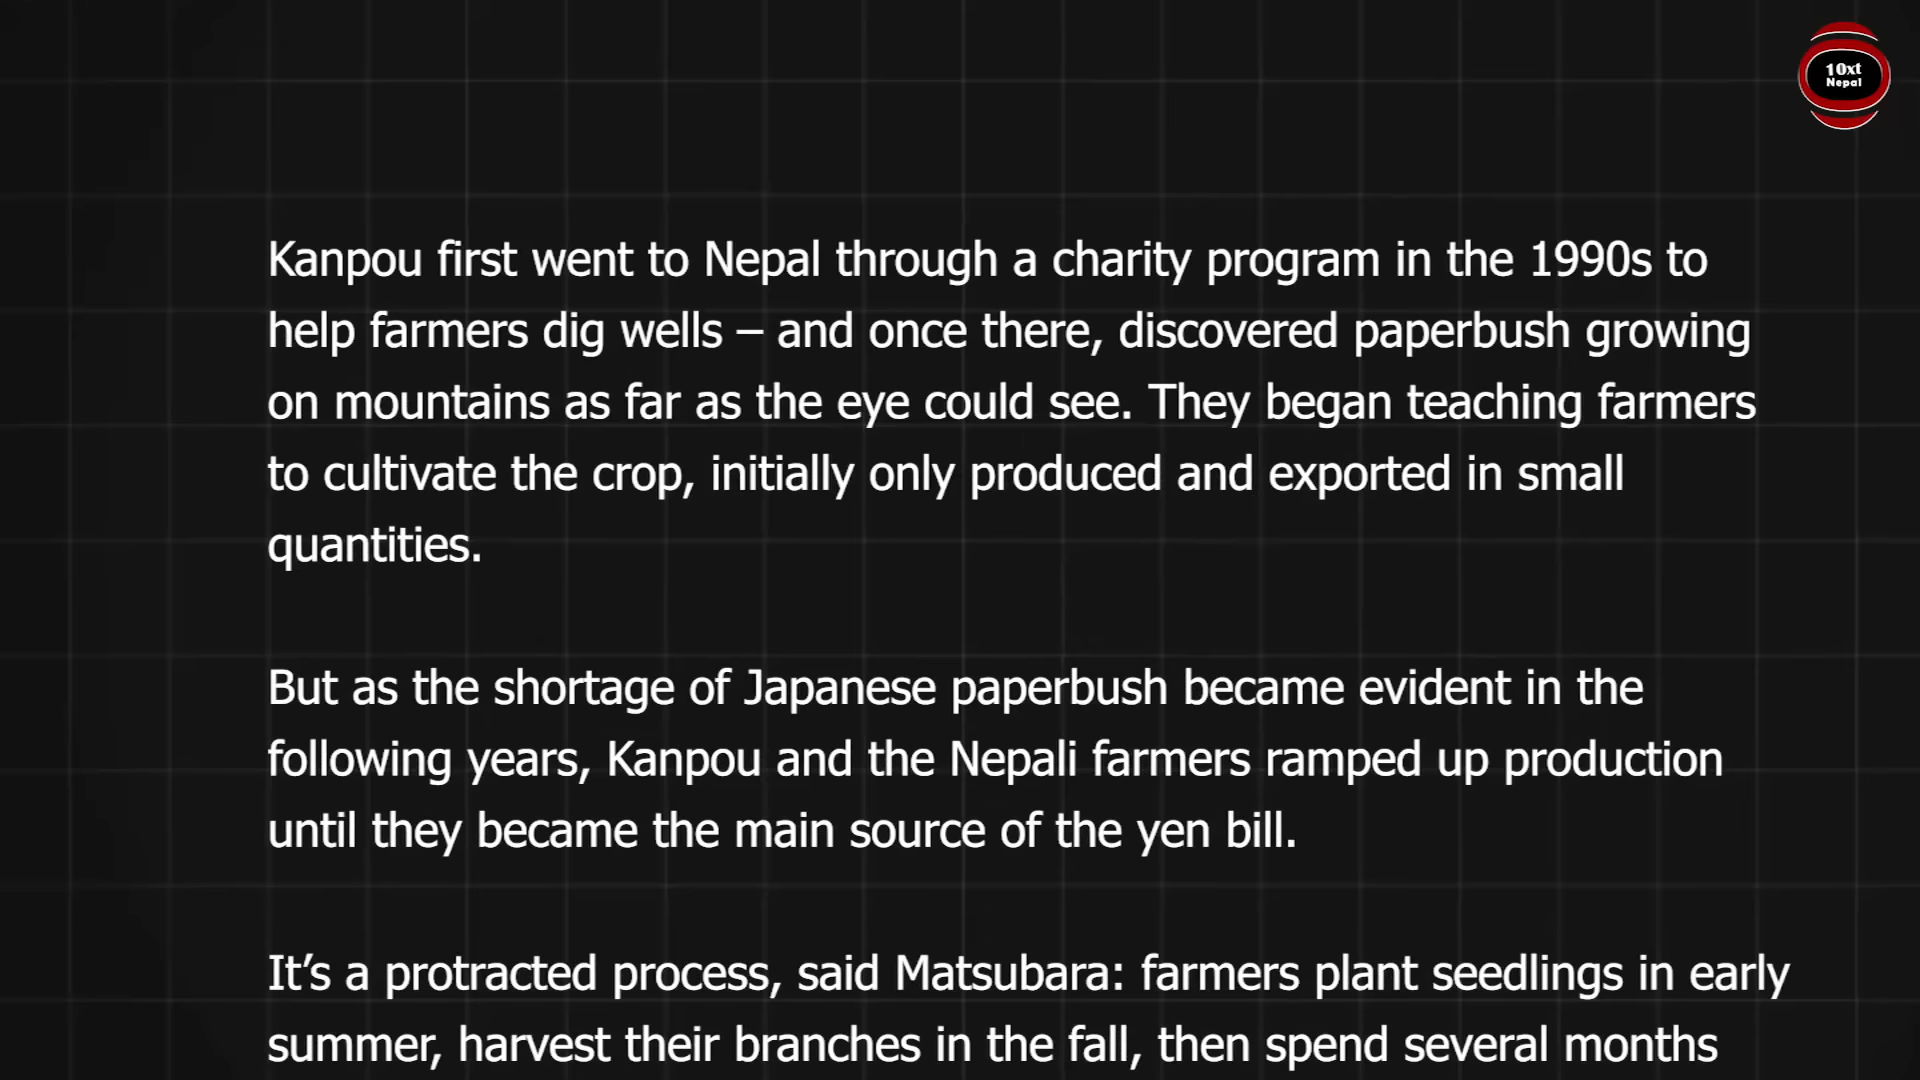 10xt
Nepal
Kanpou first went to Nepal through a charity program in the 1990s to
help farmers dig wells – and once there, discovered paperbush growing
on mountains as far as the eye could see. They began teaching farmers
to cultivate the crop, initially only produced and exported in small
quantities.
But as the shortage of Japanese paperbush became evident in the
following years, Kanpou and the Nepali farmers ramped up production
until they became the main source of the yen bill.
It’s a protracted process, said Matsubara: farmers plant seedlings in early
summer, harvest their branches in the fall, then spend several months